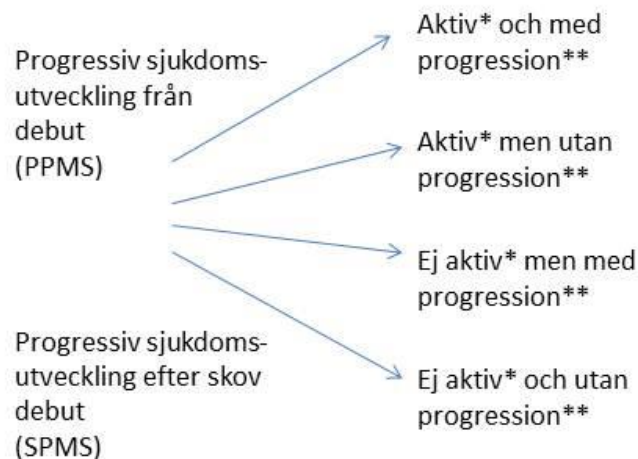 Progressiv sjukdoms-
utveckling från
debut
(PPMS)
Progressiv sjukdoms-
utveckling efter skov
debut
(SPMS)
Aktiv* och med
progression**
Aktiv* men utan
progression**
Ej aktiv* men med
progression**
Ej aktiv* och utan
progression**